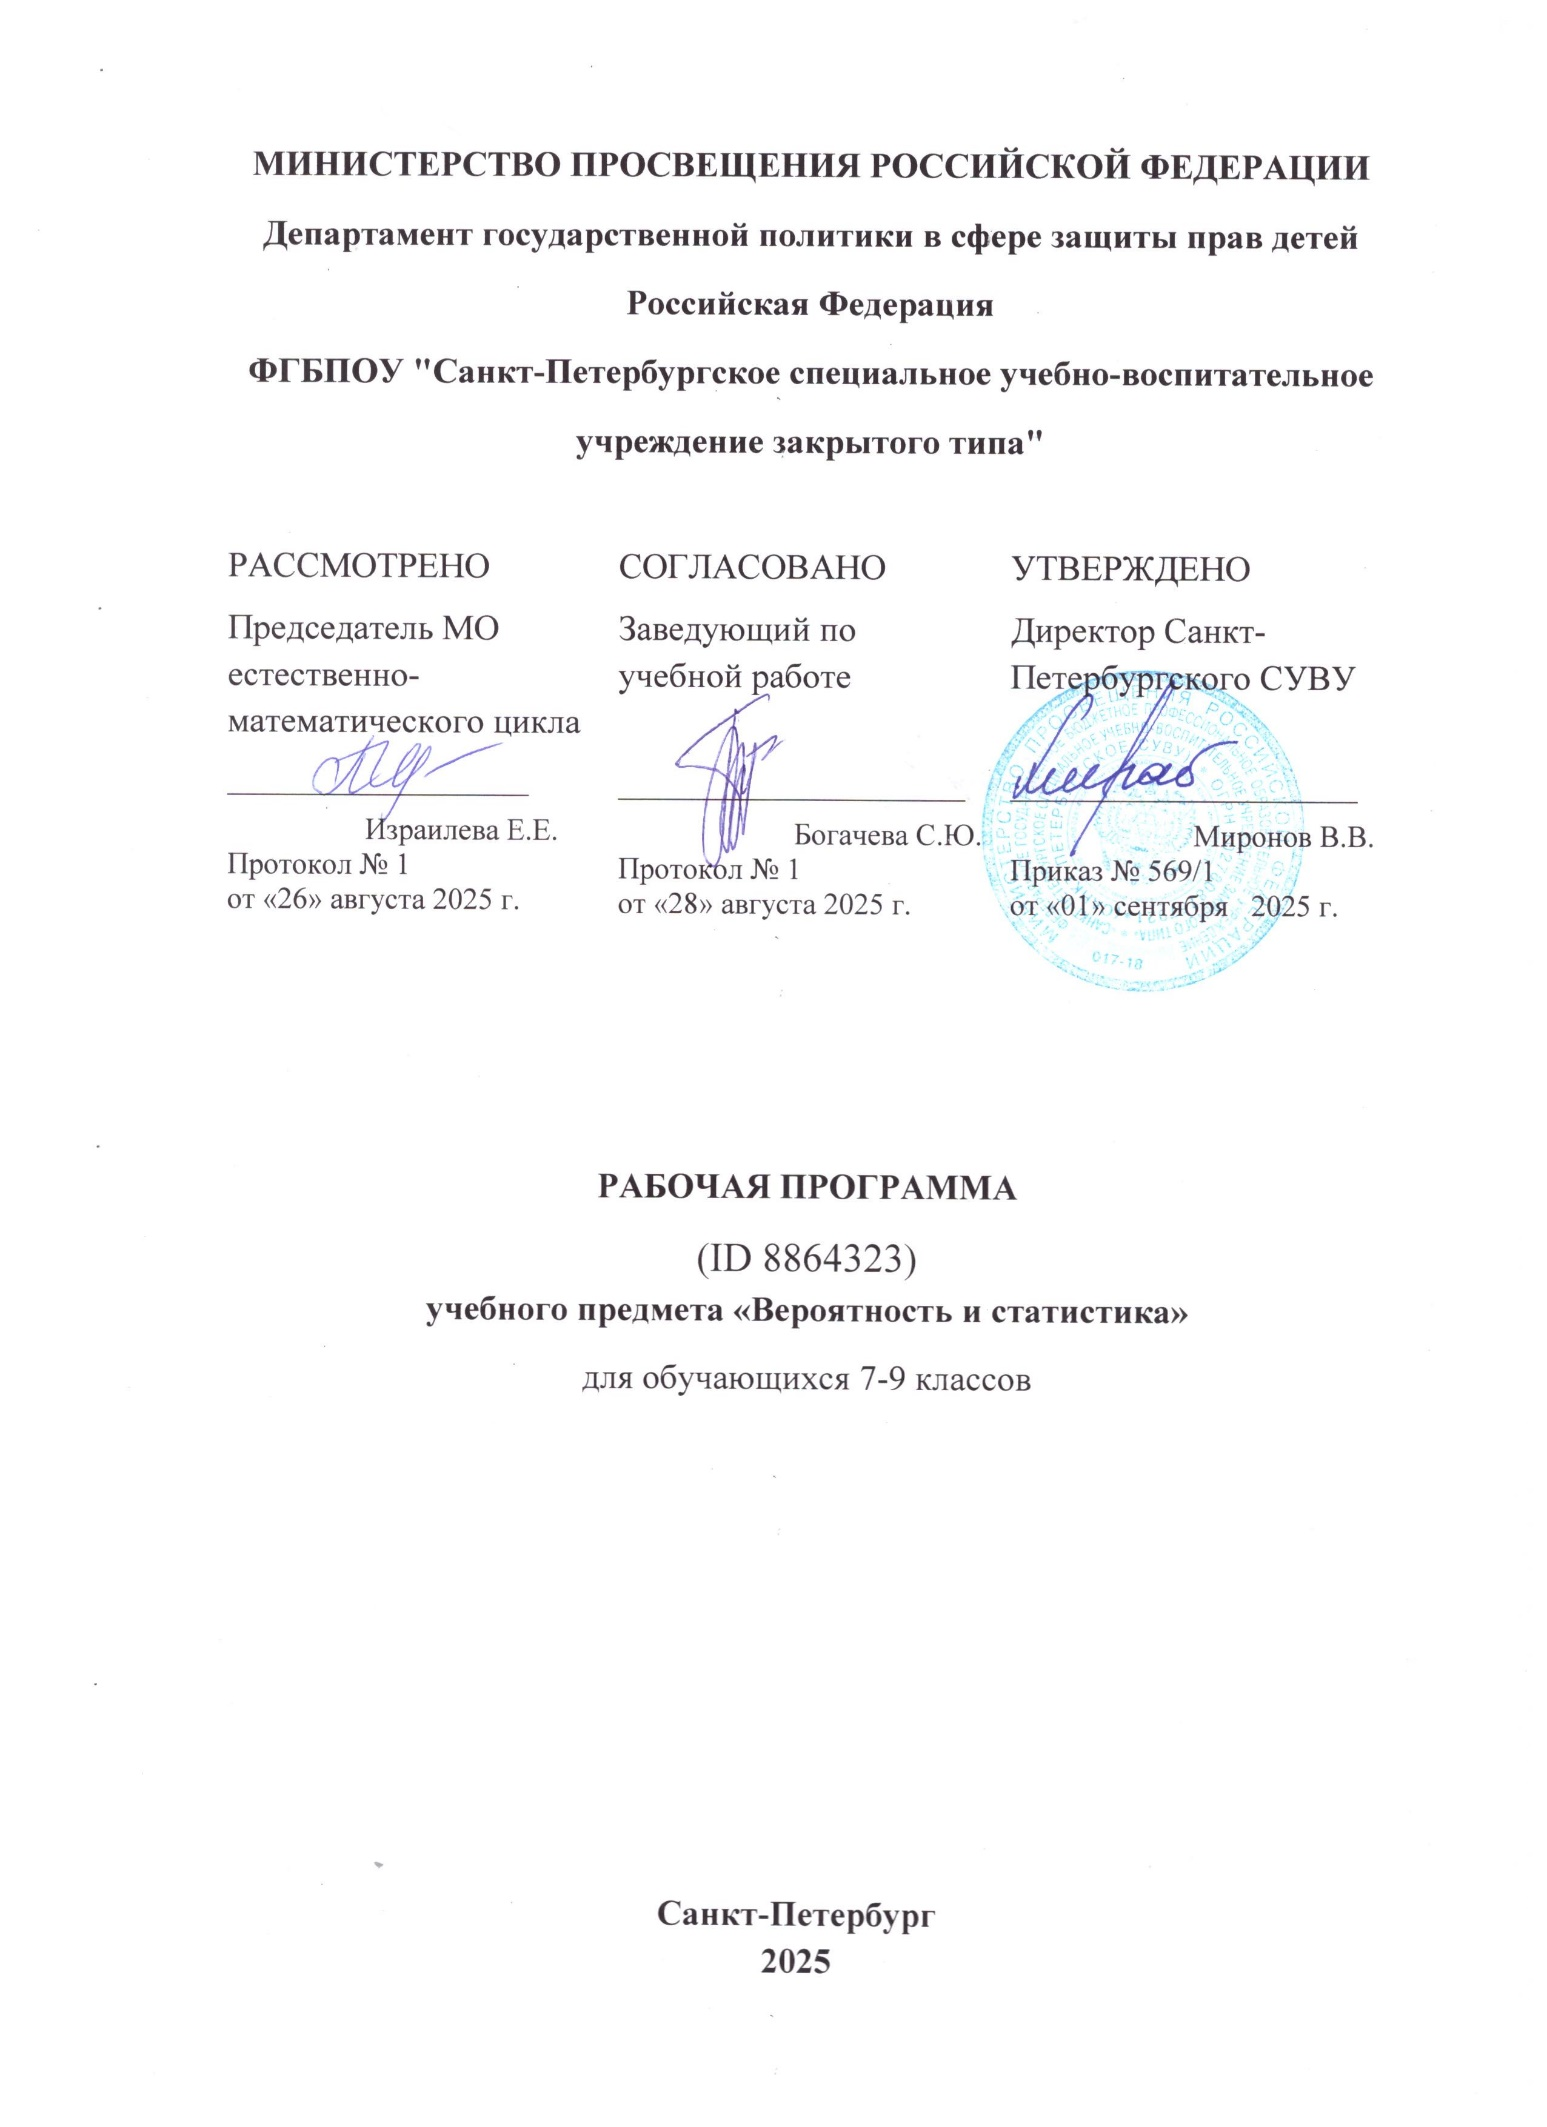 МИНИСТЕРСТВО ПРОСВЕЩЕНИЯ РОССИЙСКОЙ ФЕДЕРАЦИИ
Департамент государственной политики в сфере защиты прав детей
Российская Федерация
ФГБПОУ "Санкт-Петербургское специальное учебно-воспитательное
учреждение закрытого типа"
РАССМОТРЕНО
Председатель МО
естественно-
математического цикла
Израилева Е.Е.
Протокол № 1
от «26» августа 2025 г.
СОГЛАСОВАНО
Заведующий по
учебной работе
Богачева С.Ю.
Протокол № 1
от «28» августа 2025 г.
УТВЕРЖДЕНО
Директор Санкт-
Петербургского СУВУ
Миронов В.В.
Приказ № 569/1
от «01» сентября 2025 г.
017-18
РАБОЧАЯ ПРОГРАММА
(ID 8864323)
учебного предмета «Вероятность и статистика»
для обучающихся 7-9 классов
Санкт-Петербург
2025